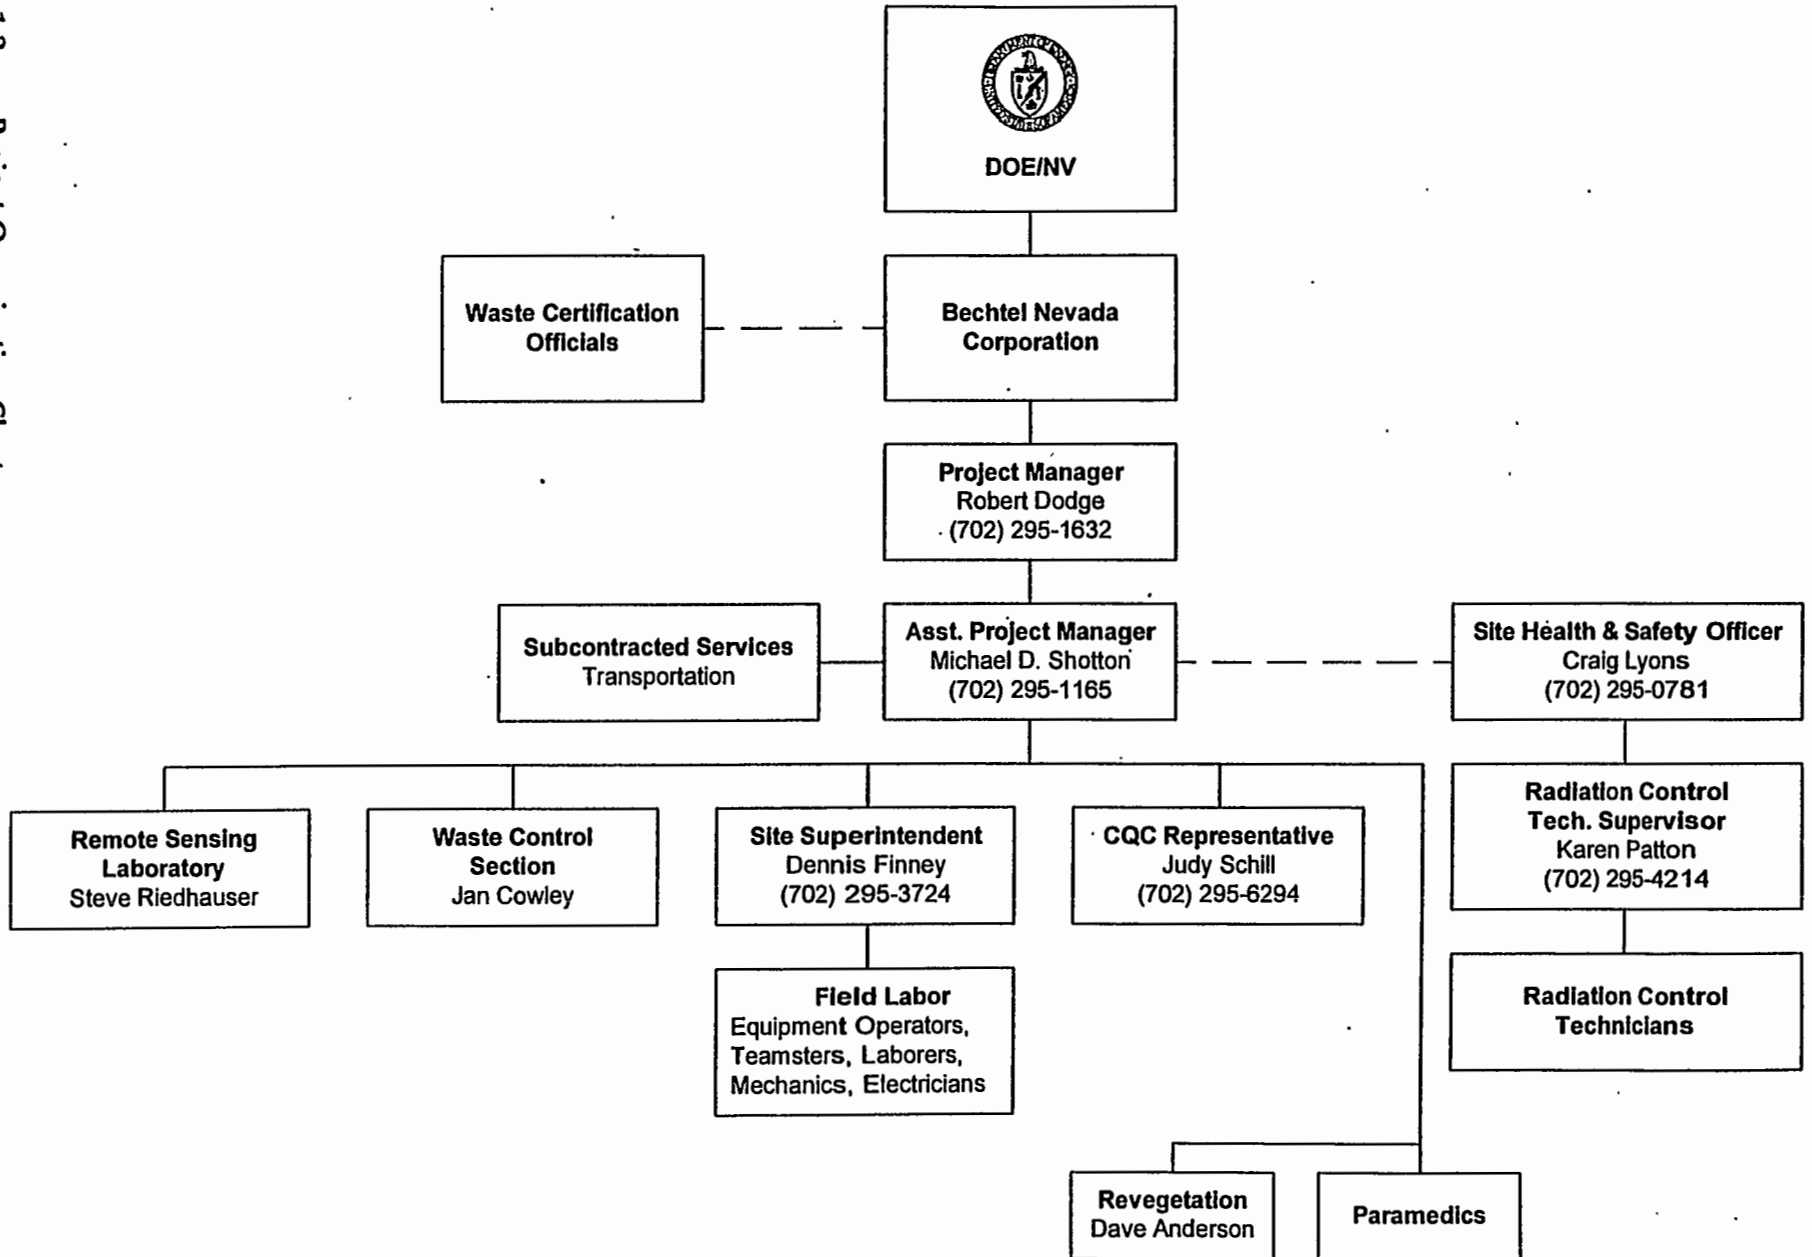 DOE/NV
Waste Certification
Officials
Bechtel Nevada
Corporation
Project Manager
Robert Dodge
(702) 295-1632
Subcontracted Services
Transportation
Asst. Project Manager
Michael D. Shotton
(702) 295-1165
Site Health & Safety Officer
Craig Lyons
(702) 295-0781
Remote Sensing
Laboratory
Steve Riedhauser
Waste Control
Section
Jan Cowley
Site Superintendent
Dennis Finney
(702) 295-3724
CQC Representative
Judy Schill
(702) 295-6294
Radiation Control
Tech. Supervisor
Karen Patton
(702) 295-4214
Field Labor
Equipment Operators,
Teamsters, Laborers,
Mechanics, Electricians
Radiation Control
Technicians
Revegetation
Dave Anderson
Paramedics